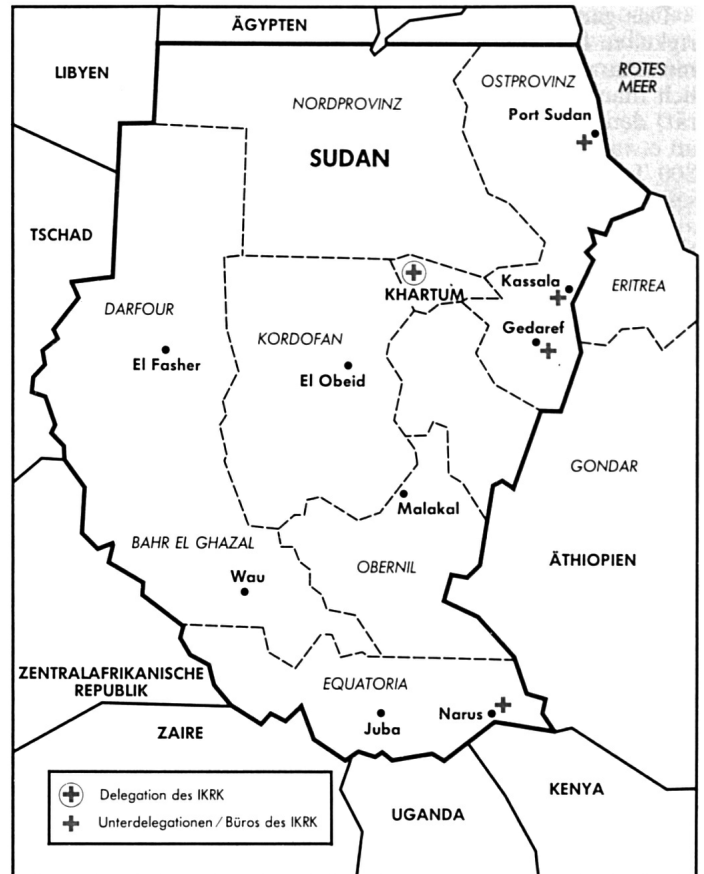 ÄGYPTEN
LIBYEN
OSTPROVINZ
ROTES
MEER
NORDPROVINZ
Port Sudan
SUDAN
TSCHAD
KHARTUM
Kassala
ERITREA
DARFOUR
KORDOFAN
Gedaref
El Fasher
El Obeid
GONDAR
Malakal
BAHR EL GHAZAL
OBERNIL
ÄTHIOPIEN
Wau
ZENTRALAFRIKANISCHE
REPUBLIK
EQUATORIA
ZAIRE
Juba
Narus
Delegation des IKRK
Unterdelegationen / Büros des IKRK
UGANDA
KENYA